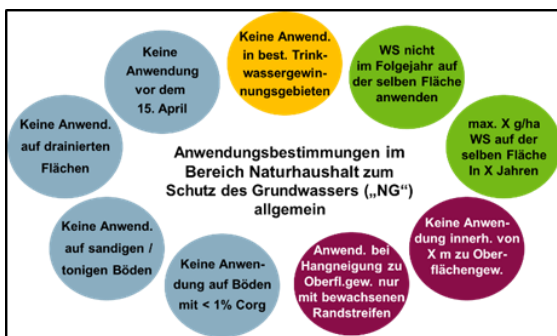 Keine Anwend.
in best. Trink-
wassergewin-
nungsgebieten
WS nicht
im Folgejahr auf
der selben Fläche
anwenden
max. X g/ha
WS auf der
selben Fläche
In X Jahren
Keine Anwen-
dung innerh. von
X m zu Ober-
flächengew.
Anwend. bei
Hangneigung zu
Oberfl.gew. nur
mit bewachsenen
Randstreifen
Keine Anwen-
dung auf Böden
mit < 1% Corg
Keine Anwend.
auf sandigen /
tonigen Böden
Keine Anwend.
auf drainierten
Flächen
Keine
Anwendung
vor dem
15. April
Anwendungsbestimmungen im
Bereich Naturhaushalt zum
Schutz des Grundwassers („NG“)
allgemein